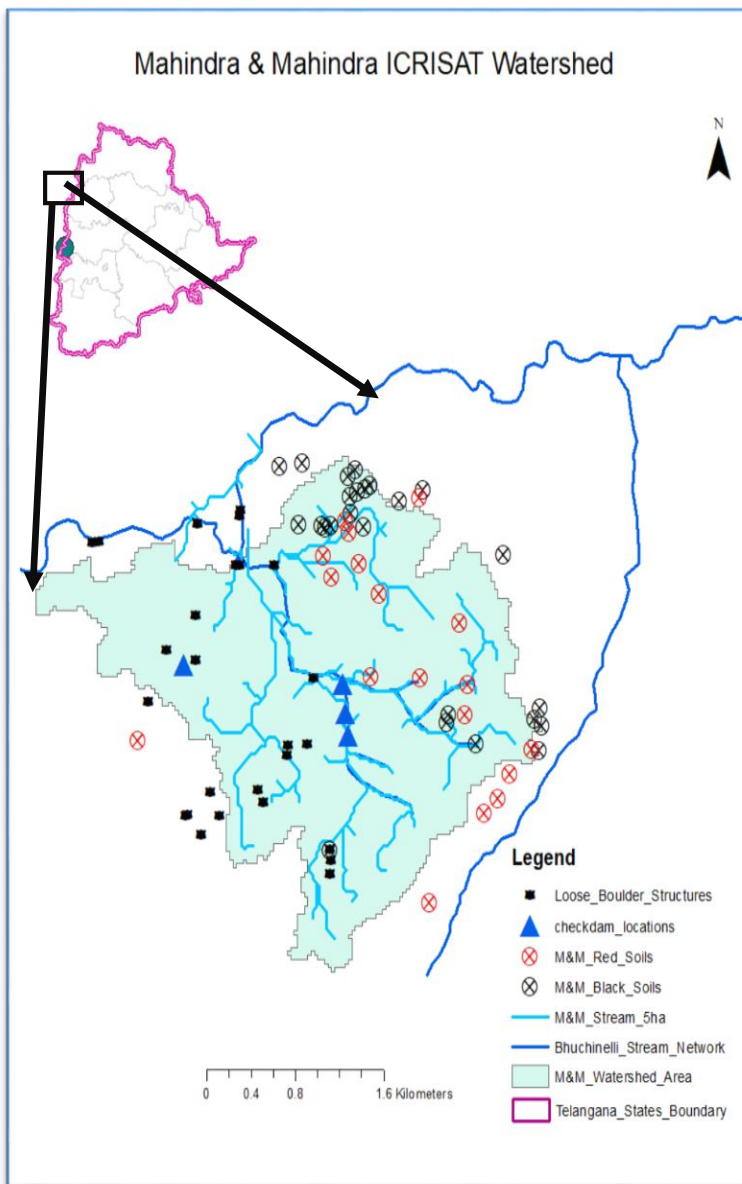 Mahindra & Mahindra ICRISAT Watershed
N
Legend
Loose_Boulder_Structures
checkdam_locations
M&M_Red_Soils
M&M_Black_Soils
M&M_Stream_5ha
Bhuchinelli_Stream_Network
M&M_Watershed_Area
Telangana_States_Boundary
0 0.4 0.8 1.6 Kilometers